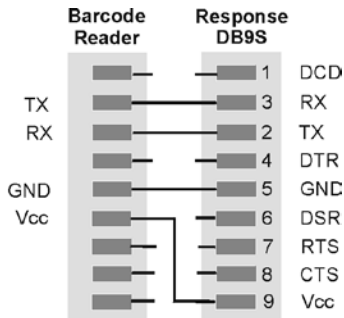 Barcode Reader Response DB9S
1 DCD
TX 3 RX
RX 2 TX
4 DTR
GND 5 GND
Vcc 6 DSR
7 RTS
8 CTS
9 Vcc